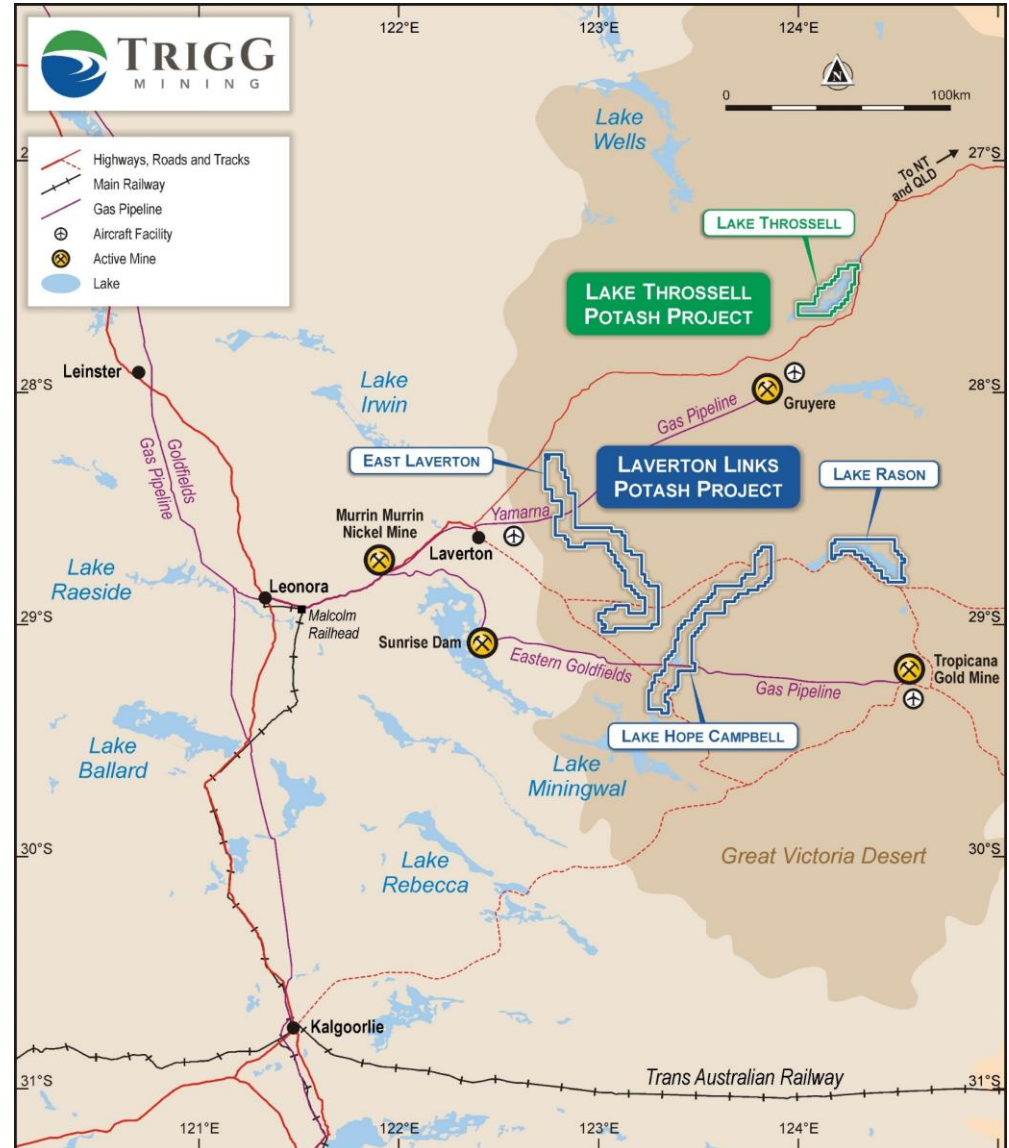 122°E
123°E
124°E
TRIGG
MINING
N
0
100km
Highways, Roads and Tracks
Main Railway
Gas Pipeline
Aircraft Facility
Active Mine
Lake
Lake
Wells
27°S
To NT
and QLD
LAKE THROSSELL
LAKE THROSSELL
POTASH PROJECT
Leinster
28°S
Lake
Irwin
28°S
Gruyere
Gas Pipeline
Goldfields
Gas Pipeline
EAST LAVERTON
LAVERTON LINKS
POTASH PROJECT
LAKE RASON
Murrin Murrin
Nickel Mine
Yamarna
Laverton
Lake
Raeside
Leonora
Malcolm
Railhead
29°S
29°S
Sunrise Dam
Eastern Goldfields
Gas Pipeline
Tropicana
Gold Mine
LAKE HOPE CAMPBELL
Lake
Ballard
Lake
Miningwal
30°S
30°S
Lake
Rebecca
Great Victoria Desert
Kalgoorlie
Trans Australian Railway
31°S
31°S
121°E
122°E
123°E
124°E